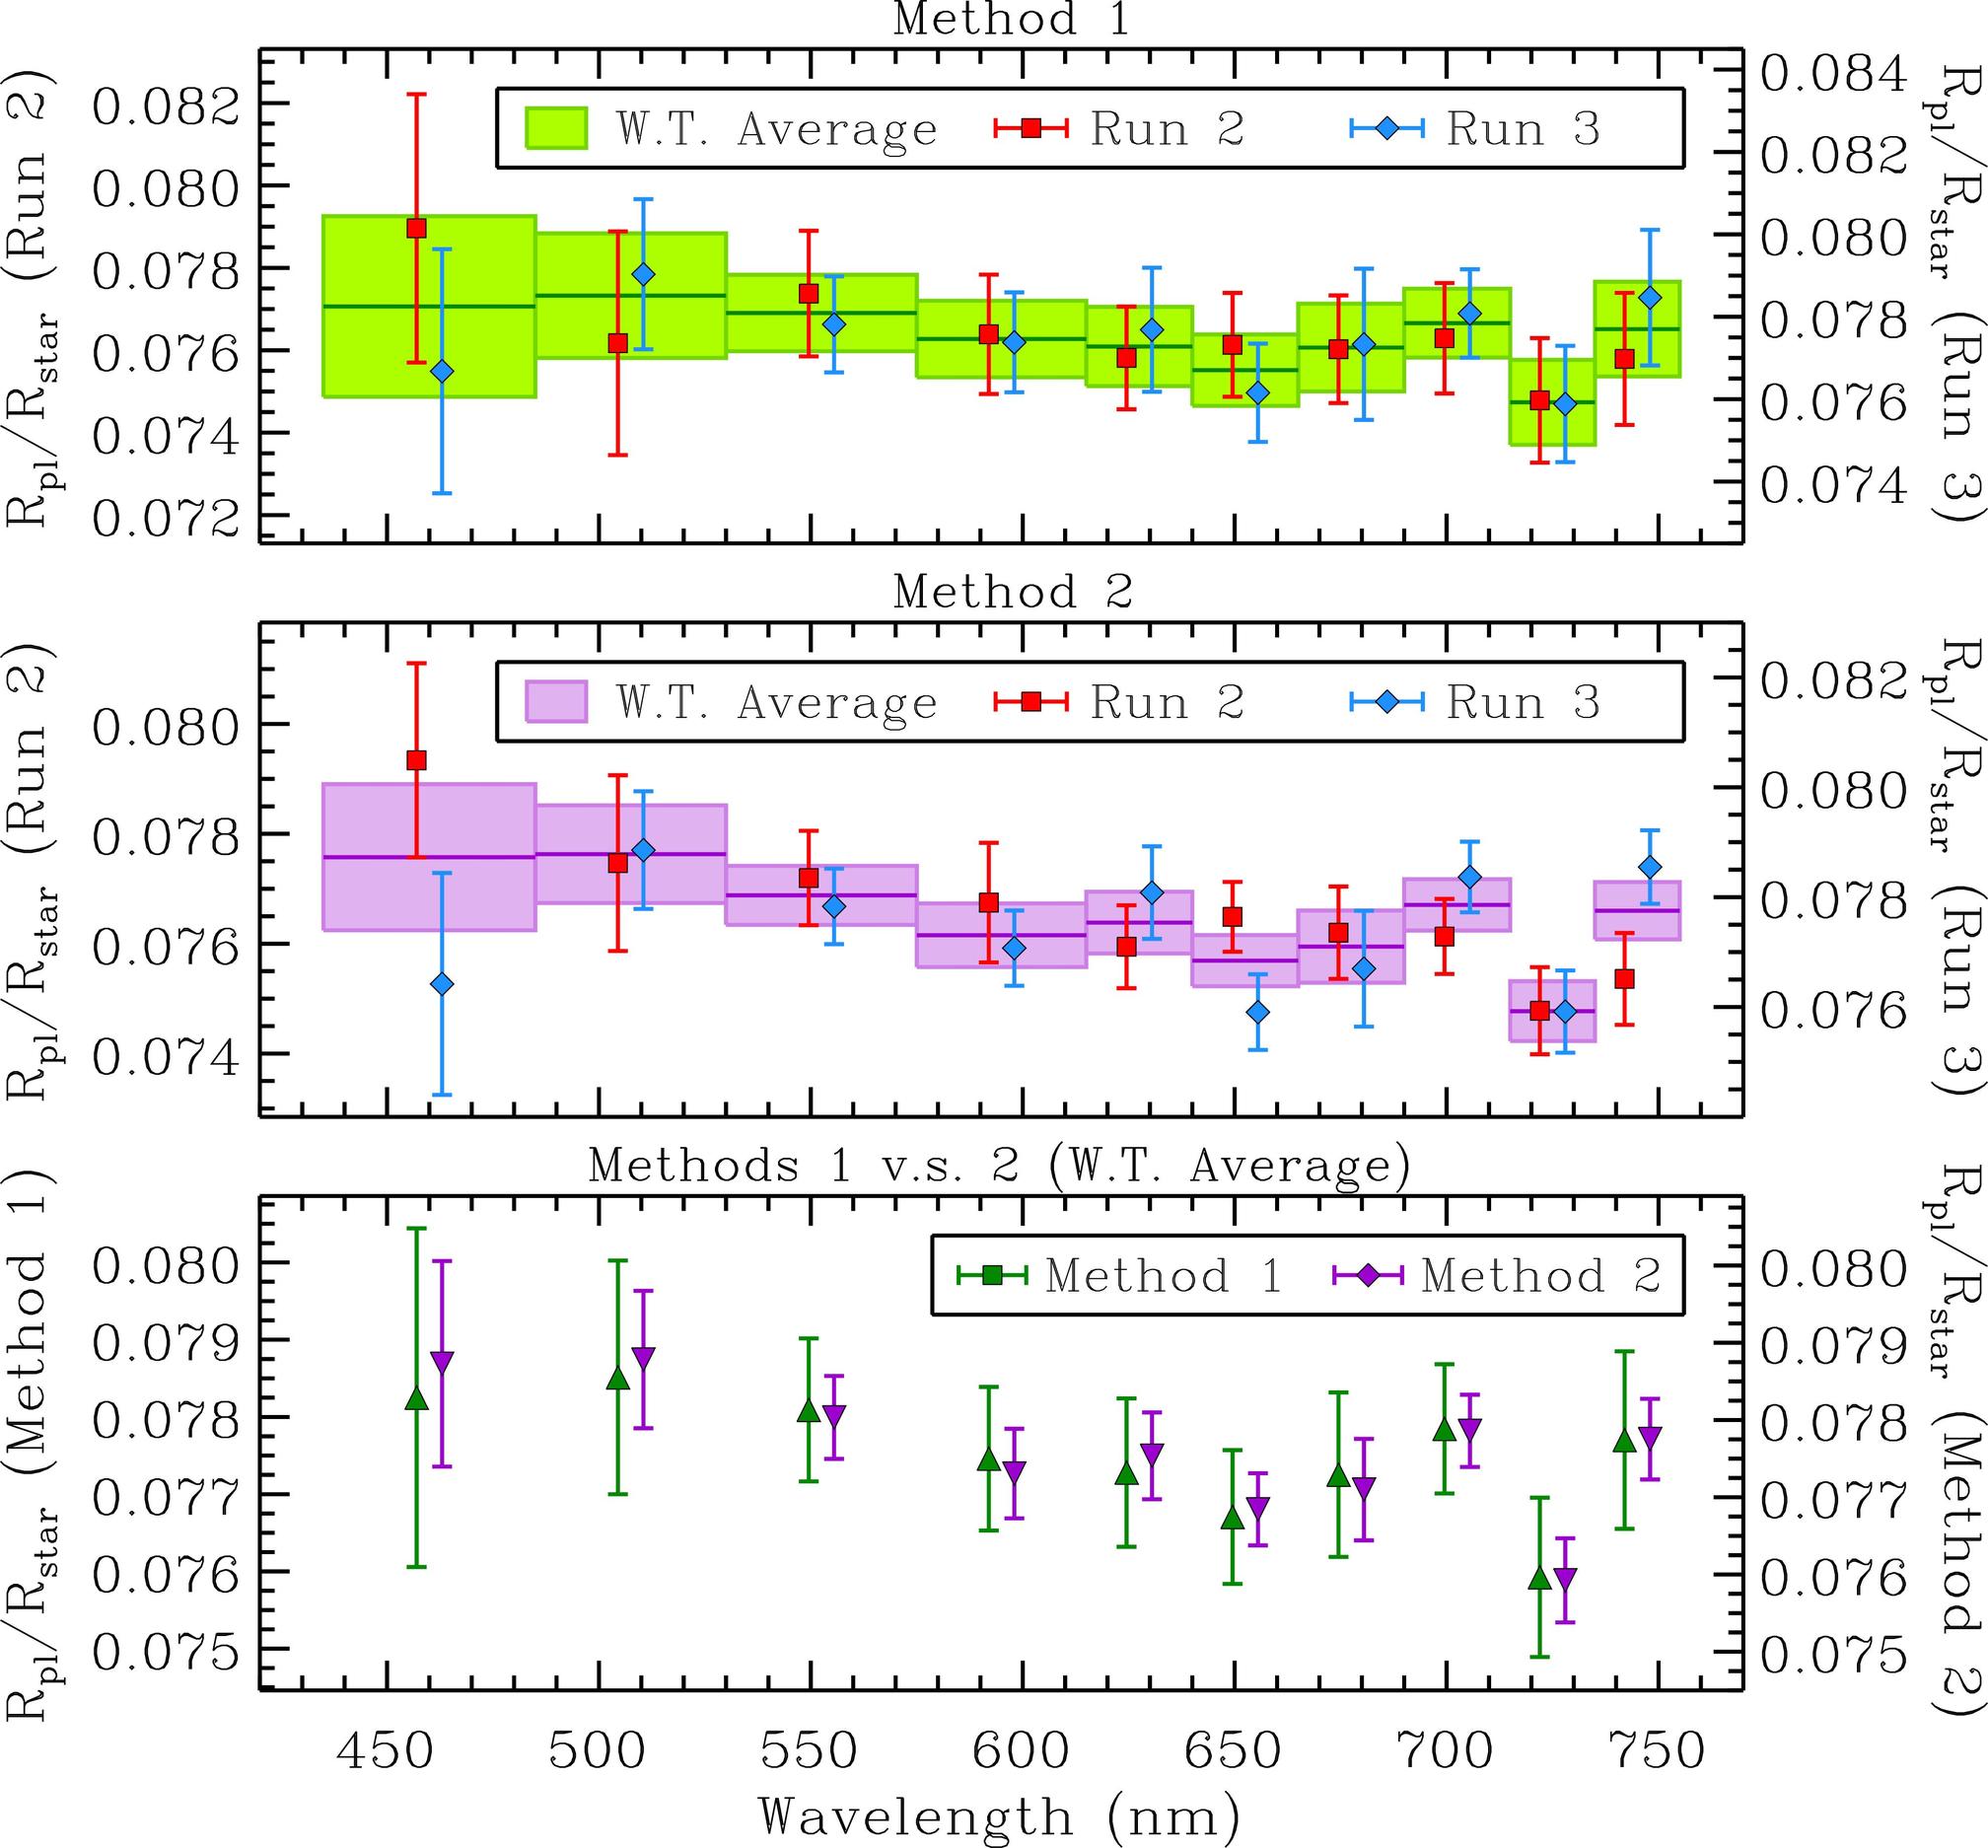 Method 1
R_pl/R_star (Run 2)
0.082
0.080
0.078
0.076
0.074
0.072
W.T. Average Run 2 Run 3
0.084
0.082
0.080
0.078
0.076
0.074
R_pl/R_star (Run 3)
Method 2
R_pl/R_star (Run 2)
0.080
0.078
0.076
0.074
W.T. Average Run 2 Run 3
0.082
0.080
0.078
0.076
R_pl/R_star (Run 3)
Methods 1 v.s. 2 (W.T. Average)
R_pl/R_star (Method 1)
0.080
0.079
0.078
0.077
0.076
0.075
Method 1 Method 2
0.080
0.079
0.078
0.077
0.076
0.075
R_pl/R_star (Method 2)
450 500 550 600 650 700 750
Wavelength (nm)